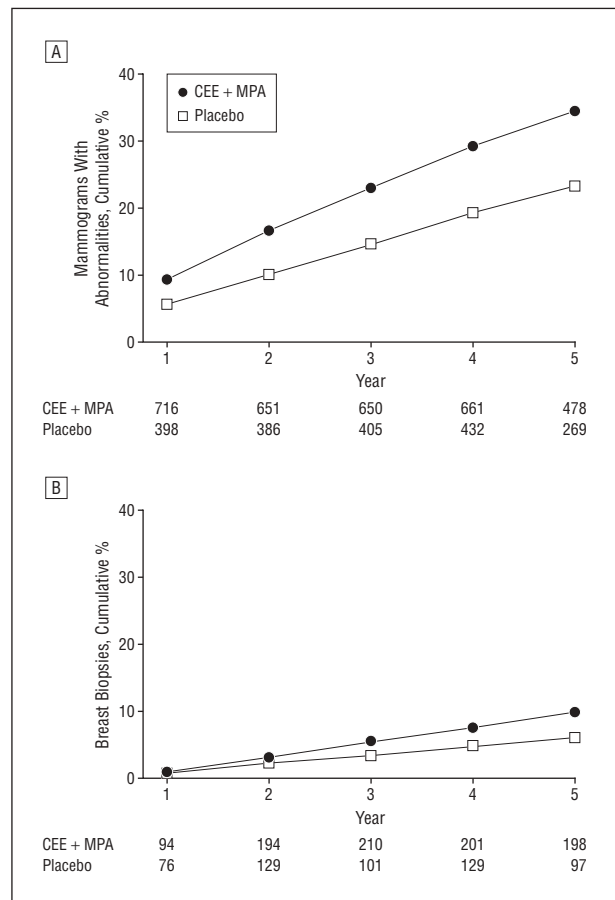 A
40
30
20
10
0
Mammograms With
Abnormalities, Cumulative %
CEE + MPA
Placebo
1 2 3 4 5
Year
CEE + MPA 716 651 650 661 478
Placebo 398 386 405 432 269
B
40
30
20
10
0
Breast Biopsies, Cumulative %
1 2 3 4 5
Year
CEE + MPA 94 194 210 201 198
Placebo 76 129 101 129 97